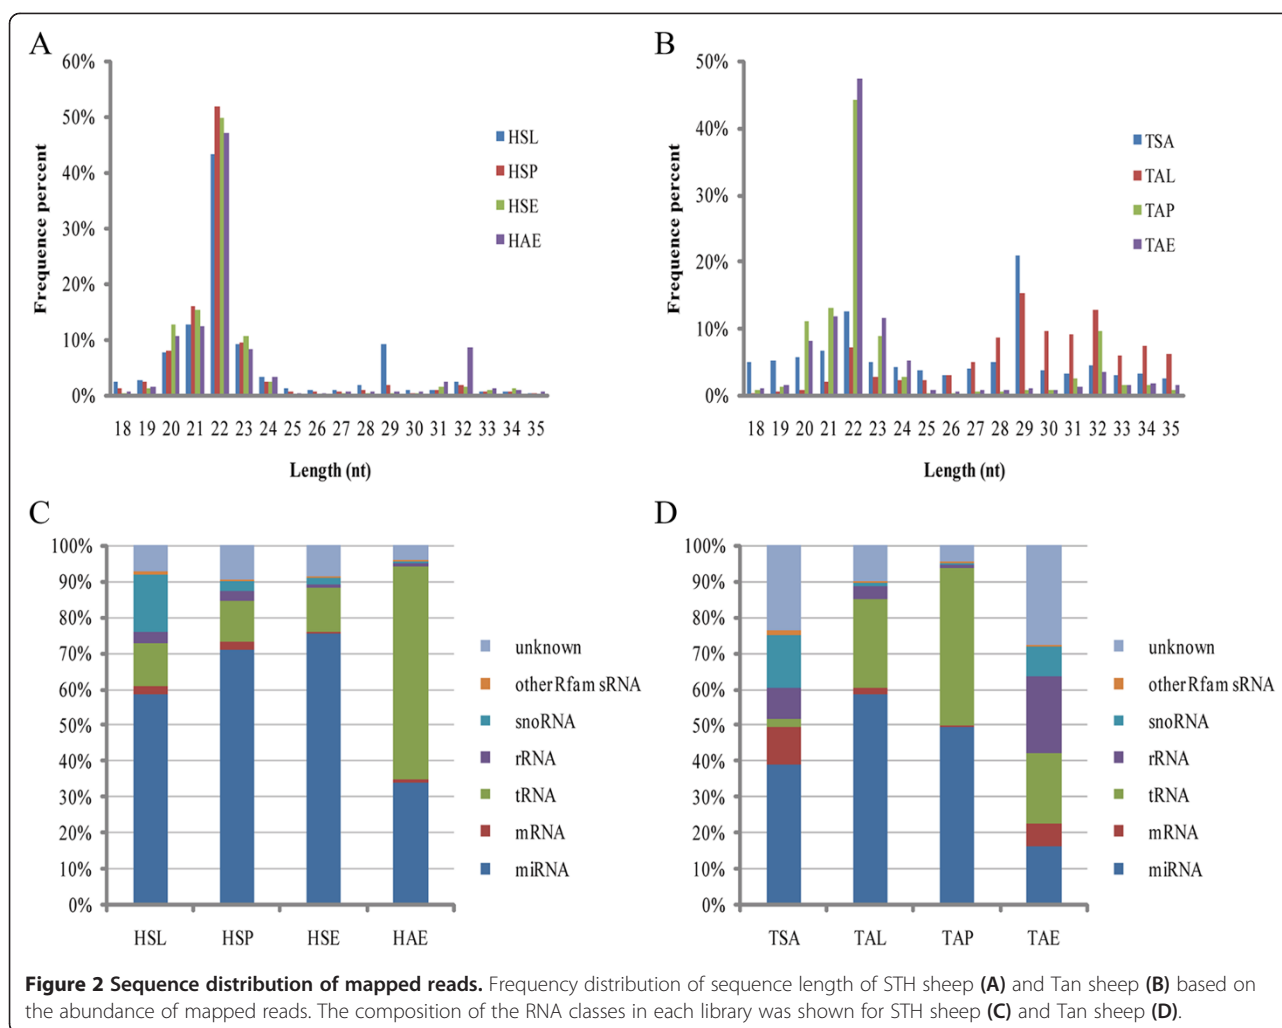 A
60%
50%
40%
30%
20%
10%
0%
Frequence percent
18 19 20 21 22 23 24 25 26 27 28 29 30 31 32 33 34 35
Length (nt)
HSL
HSP
HSE
HAE
B
50%
40%
30%
20%
10%
0%
Frequence percent
18 19 20 21 22 23 24 25 26 27 28 29 30 31 32 33 34 35
Length (nt)
TSA
TAL
TAP
TAE
C
100%
90%
80%
70%
60%
50%
40%
30%
20%
10%
0%
HSL HSP HSE HAE
unknown
otherRfam sRNA
snoRNA
rRNA
tRNA
mRNA
miRNA
D
100%
90%
80%
70%
60%
50%
40%
30%
20%
10%
0%
TSA TAL TAP TAE
unknown
otherRfam sRNA
snoRNA
rRNA
tRNA
mRNA
miRNA
Figure 2 Sequence distribution of mapped reads. Frequency distribution of sequence length of STH sheep (A) and Tan sheep (B) based on
the abundance of mapped reads. The composition of the RNA classes in each library was shown for STH sheep (C) and Tan sheep (D).